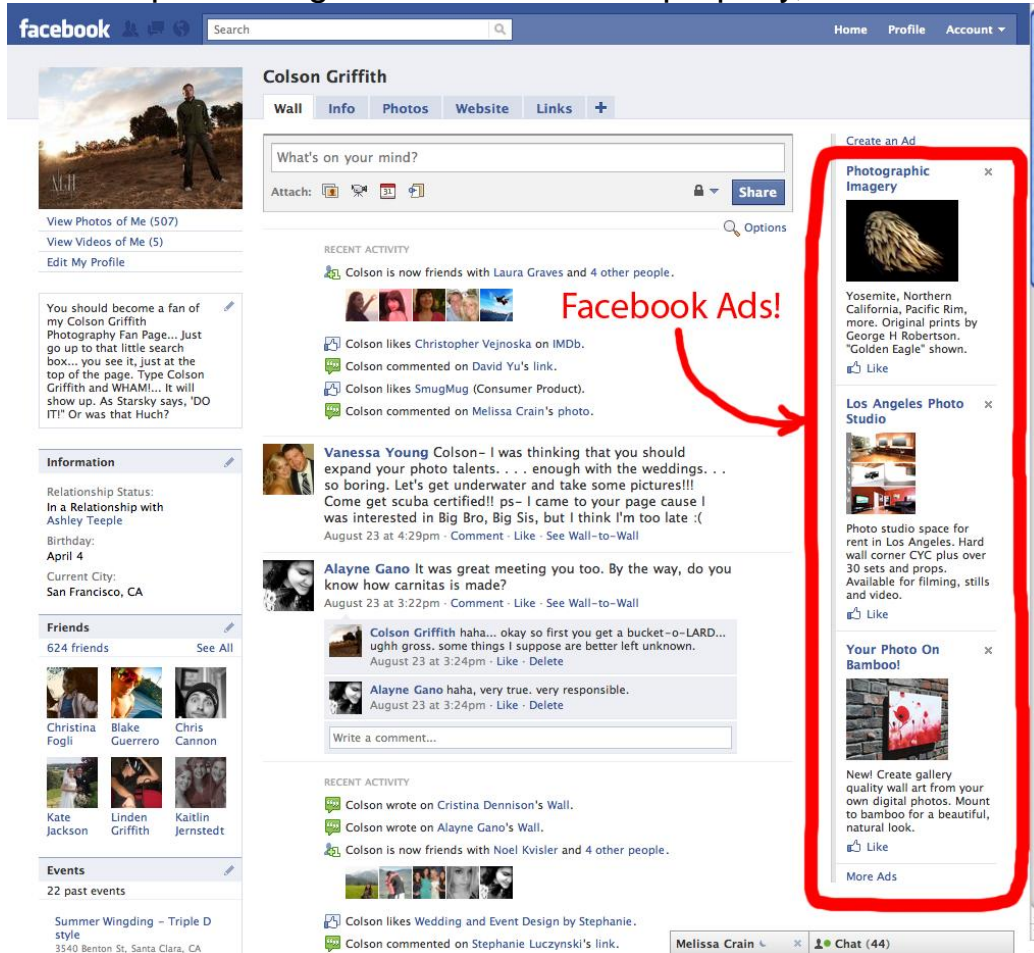 facebook
Search
Home Profile Account
Colson Griffith
Wall Info Photos Website Links +
NGH
View Photos of Me (507)
View Videos of Me (5)
Edit My Profile
You should become a fan of
my Colson Griffith
Photography Fan Page... Just
go up to that little search
box... you see it, just at the
top of the page. Type Colson
Griffith and WHAM!... It will
show up. As Starsky says, 'DO
IT!" Or was that Huch?
Information
Relationship Status:
In a Relationship with
Ashley Teeple
Birthday:
April 4
Current City:
San Francisco, CA
Friends
624 friends See All
Christina Fogli
Blake Guerrero
Chris Cannon
Kate Jackson
Linden Griffith
Kaitlin Jernstedt
Events
22 past events
Summer Wingding – Triple D
style
3540 Benton St, Santa Clara, CA
What's on your mind?
Attach: 31 Share
Options
RECENT ACTIVITY
Colson is now friends with Laura Graves and 4 other people.
Facebook Ads!
Colson likes Christopher Vejnoska on IMDb.
Colson commented on David Yu's link.
Colson likes SmugMug (Consumer Product).
Colson commented on Melissa Crain's photo.
Vanessa Young Colson– I was thinking that you should
expand your photo talents. . . . enough with the weddings. . .
so boring. Let's get underwater and take some pictures!!!
Come get scuba certified!! ps– I came to your page cause I
was interested in Big Bro, Big Sis, but I think I'm too late :(
August 23 at 4:29pm · Comment · Like · See Wall-to-Wall
Alayne Gano It was great meeting you too. By the way, do you
know how carnitas is made?
August 23 at 3:22pm · Comment · Like · See Wall-to-Wall
Colson Griffith haha... okay so first you get a bucket-o-LARD...
ughh gross. some things I suppose are better left unknown.
August 23 at 3:24pm · Like · Delete
Alayne Gano haha, very true. very responsible.
August 23 at 3:24pm · Like · Delete
Write a comment...
RECENT ACTIVITY
Colson wrote on Cristina Dennison's Wall.
Colson wrote on Alayne Gano's Wall.
Colson is now friends with Noel Kvisler and 4 other people.
Colson likes Wedding and Event Design by Stephanie.
Colson commented on Stephanie Luczynski's link.
Create an Ad
Photographic
Imagery
Yosemite, Northern
California, Pacific Rim,
more. Original prints by
George H Robertson.
"Golden Eagle" shown.
Like
Los Angeles Photo
Studio
Photo studio space for
rent in Los Angeles. Hard
wall corner CYC plus over
30 sets and props.
Available for filming, stills
and video.
Like
Your Photo On
Bamboo!
New! Create gallery
quality wall art from your
own digital photos. Mount
to bamboo for a beautiful,
natural look.
Like
More Ads
Melissa Crain
Chat (44)